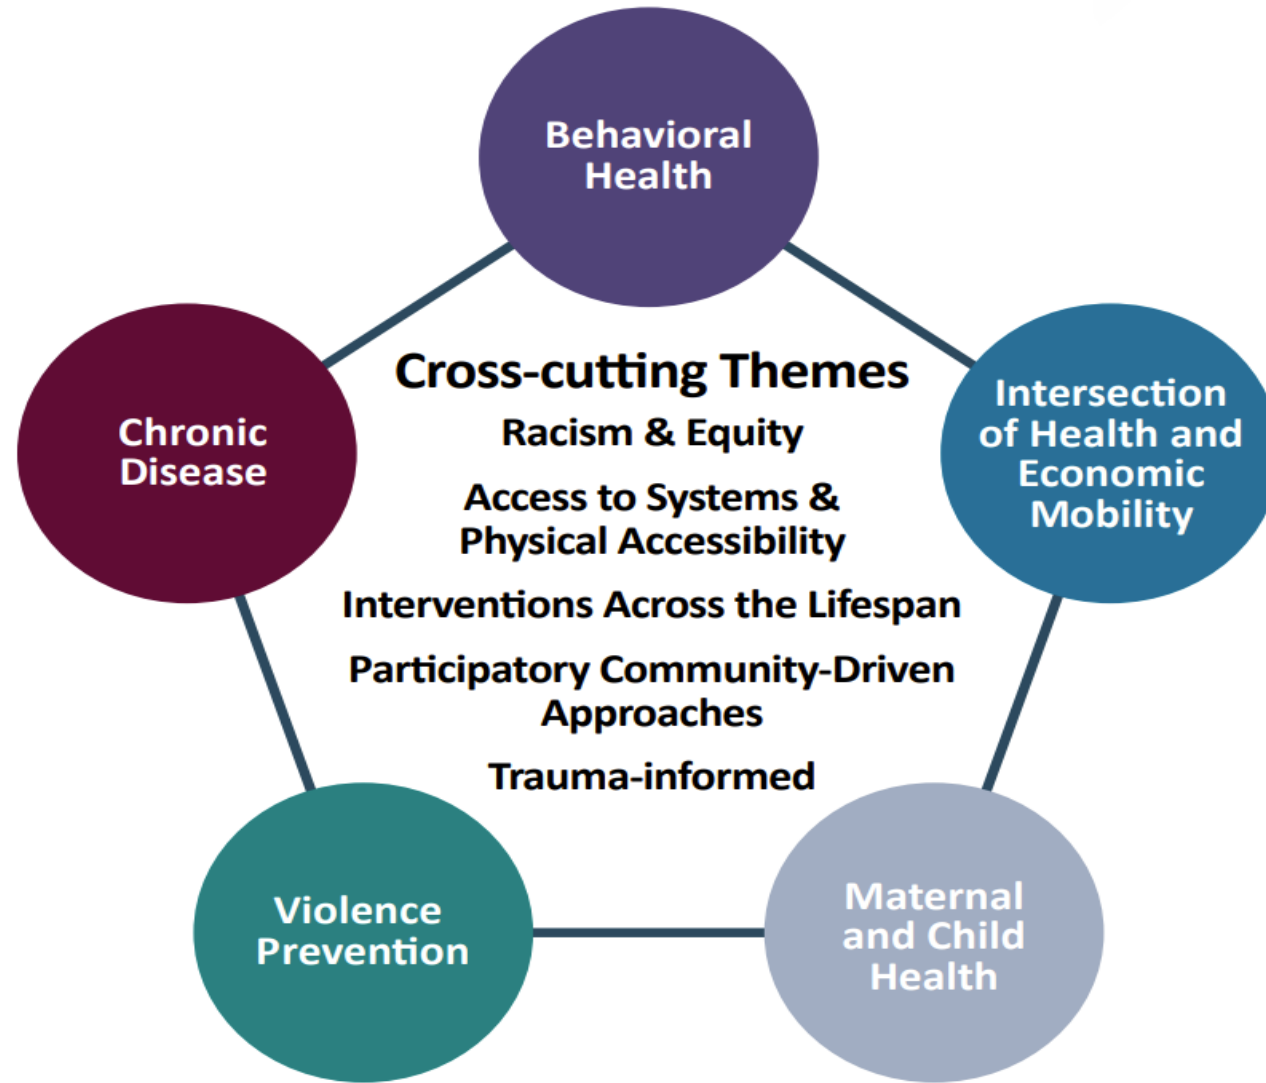 Behavioral
Health
Intersection
of Health and
Economic
Mobility
Maternal
and Child
Health
Violence
Prevention
Chronic
Disease
Cross-cutting Themes
Racism & Equity
Access to Systems &
Physical Accessibility
Interventions Across the Lifespan
Participatory Community-Driven
Approaches
Trauma-informed